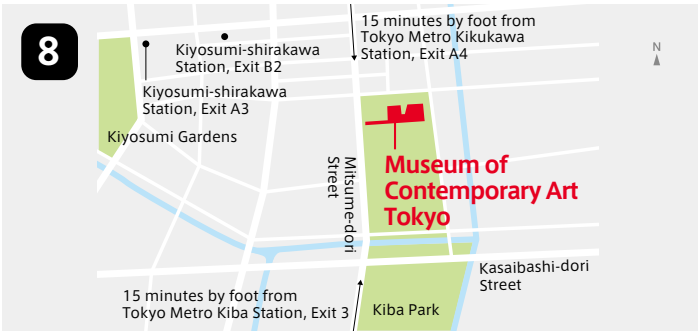 8
15 minutes by foot from
Tokyo Metro Kikukawa
Station, Exit A4
N
Kiyosumi-shirakawa
Station, Exit B2
Kiyosumi-shirakawa
Station, Exit A3
Kiyosumi Gardens
Mitsume-dori
Street
Museum of
Contemporary Art
Tokyo
Kasaibashi-dori
Street
15 minutes by foot from
Tokyo Metro Kiba Station, Exit 3
Kiba Park